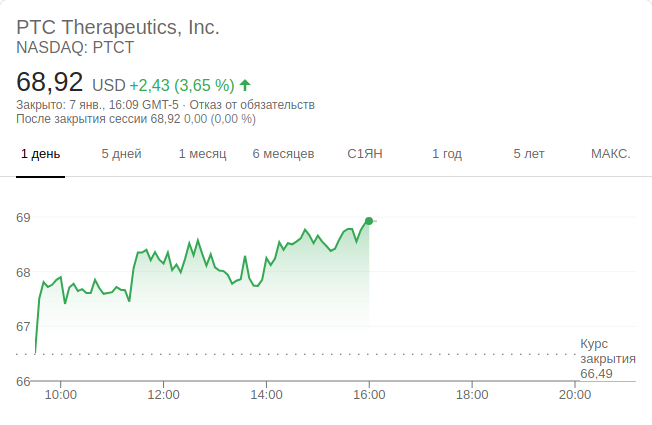 PTC Therapeutics, Inc.
NASDAQ: PTCT
68,92 USD +2,43 (3,65 %)
Закрыто: 7 янв., 16:09 GMT-5 · Отказ от обязательств
После закрытия сессии 68,92 0,00 (0,00 %)
1 день 5 дней 1 месяц 6 месяцев С1ЯН 1 год 5 лет МАКС.
69
68
67
66
Курс
закрытия
66,49
10:00 12:00 14:00 16:00 18:00 20:00